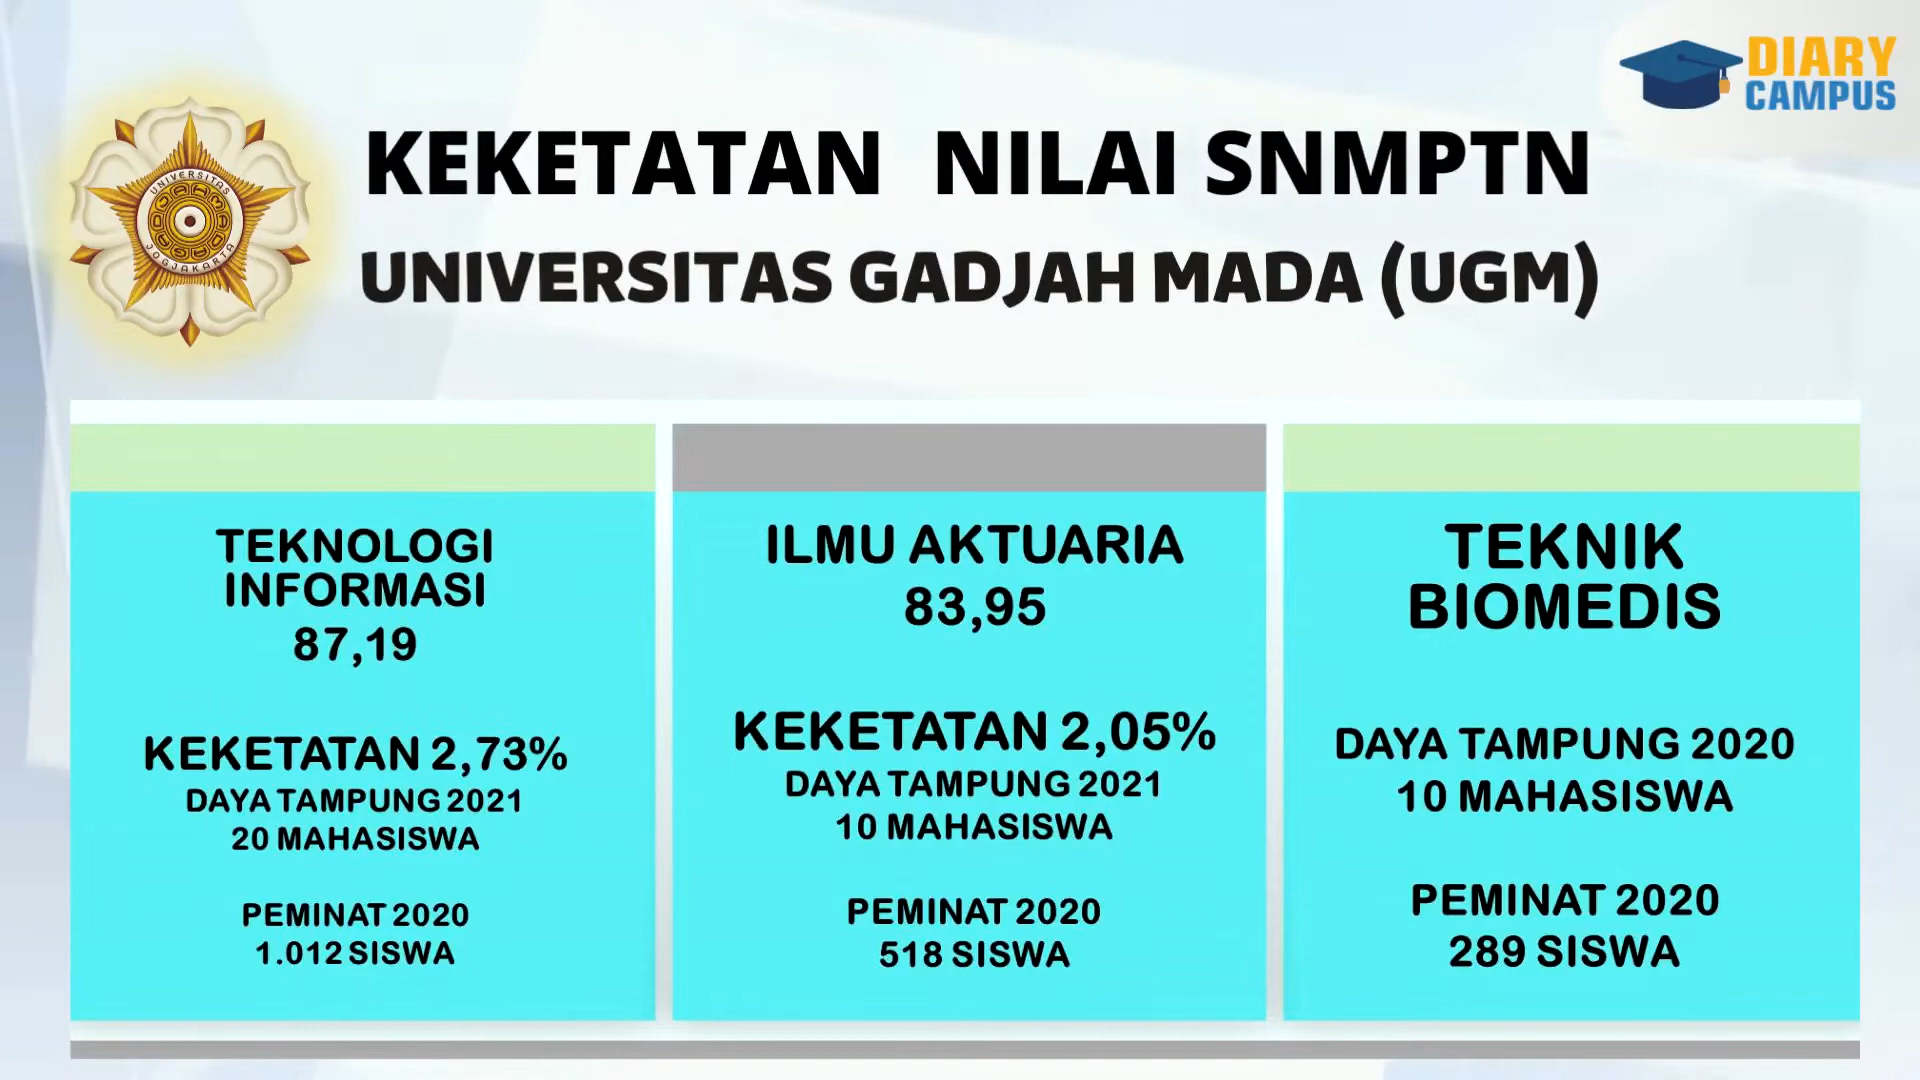 DIARY
CAMPUS
KEKETATAN NILAI SNMPTN
UNIVERSITAS GADJAH MADA (UGM)
UNIVERSITAS
GADJAH MADA
JOGJAKARTA
TEKNOLOGI
INFORMASI
87,19
KEKETATAN 2,73%
DAYA TAMPUNG 2021
20 MAHASISWA
PEMINAT 2020
1.012 SISWA
ILMU AKTUARIA
83,95
KEKETATAN 2,05%
DAYA TAMPUNG 2021
10 MAHASISWA
PEMINAT 2020
518 SISWA
TEKNIK
BIOMEDIS
DAYA TAMPUNG 2020
10 MAHASISWA
PEMINAT 2020
289 SISWA